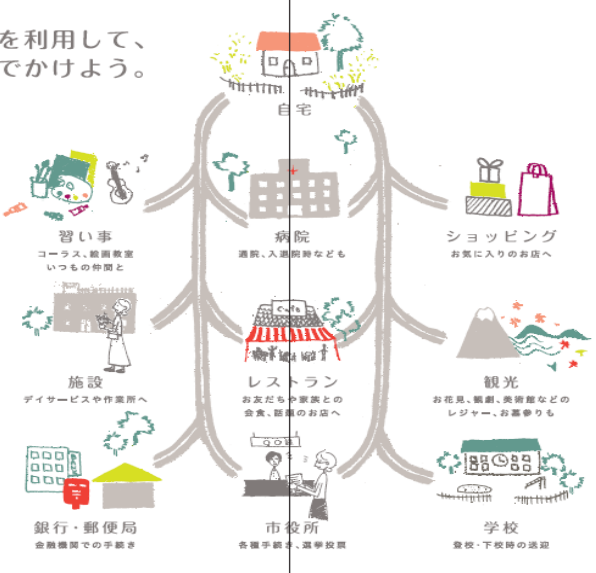 を利用して、
でかけよう。
自宅
習い事
コーラス、絵画教室
いつもの仲間と
病院
通院、入退院時なども
ショッピング
お気に入りのお店へ
施設
デイサービスや作業所へ
Cafe
レストラン
お友だちや家族との
会食、話題のお店へ
観光
お花見、観劇、美術館などの
レジャー、お墓参りも
銀行・郵便局
金融機関での手続き
市役所
各種手続き、選挙投票
学校
登校・下校時の送迎